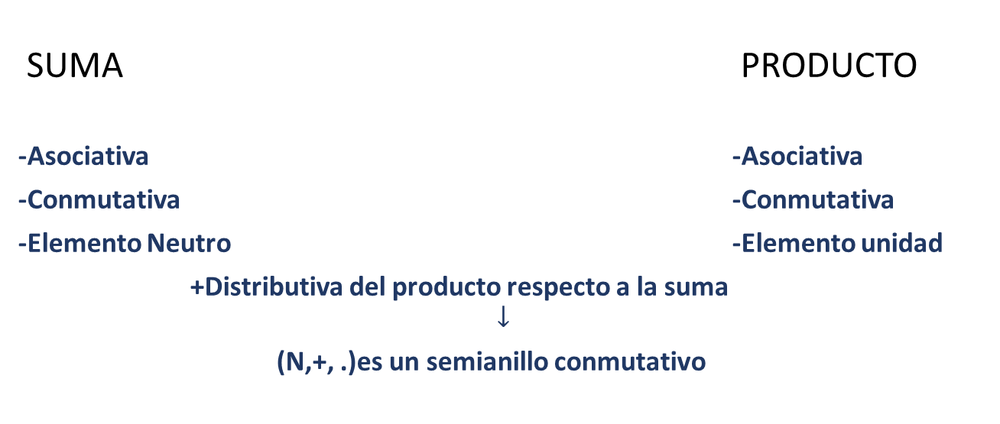 SUMA PRODUCTO
-Asociativa -Asociativa
-Conmutativa -Conmutativa
-Elemento Neutro -Elemento unidad
+Distributiva del producto respecto a la suma
↓
(N,+, .)es un semianillo conmutativo